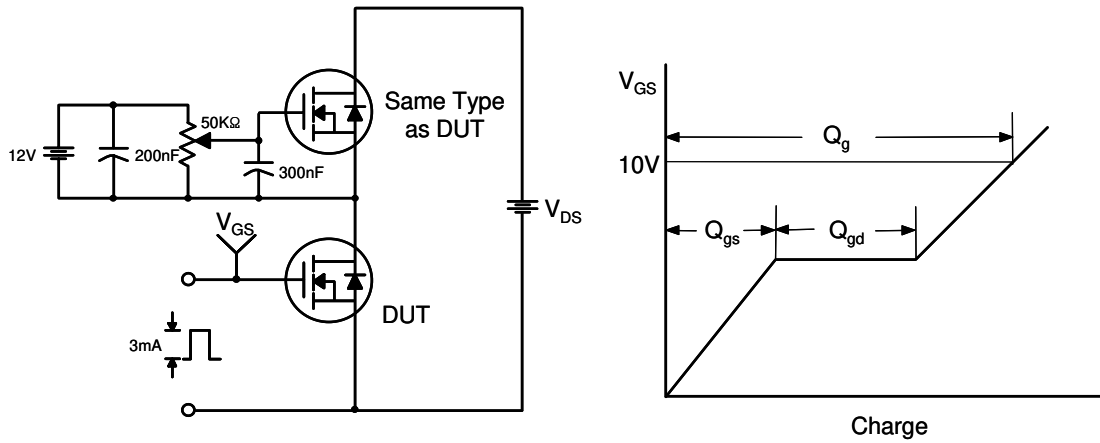 12V
200nF
50KΩ
300nF
Same Type
as DUT
V_GS
DUT
3mA
V_DS
V_GS
10V
Q_g
Q_gs
Q_gd
Charge